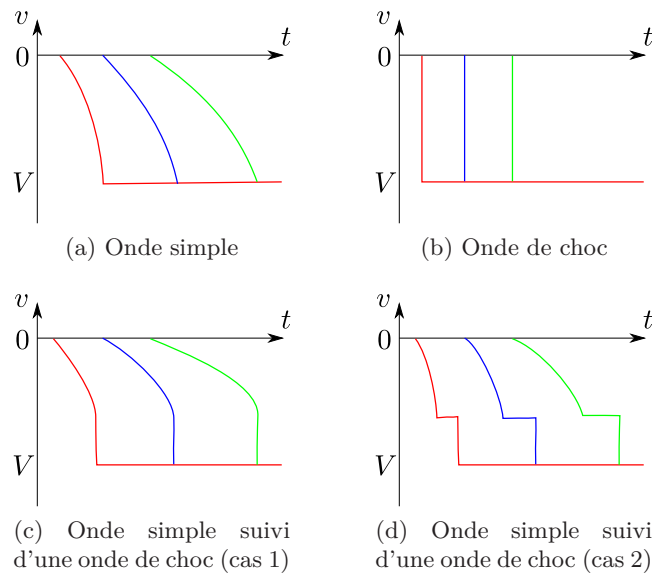 v
t
0
V
(a) Onde simple
v
t
0
V
(b) Onde de choc
v
t
0
V
(c) Onde simple suivi
d'une onde de choc (cas 1)
v
t
0
V
(d) Onde simple suivi
d'une onde de choc (cas 2)